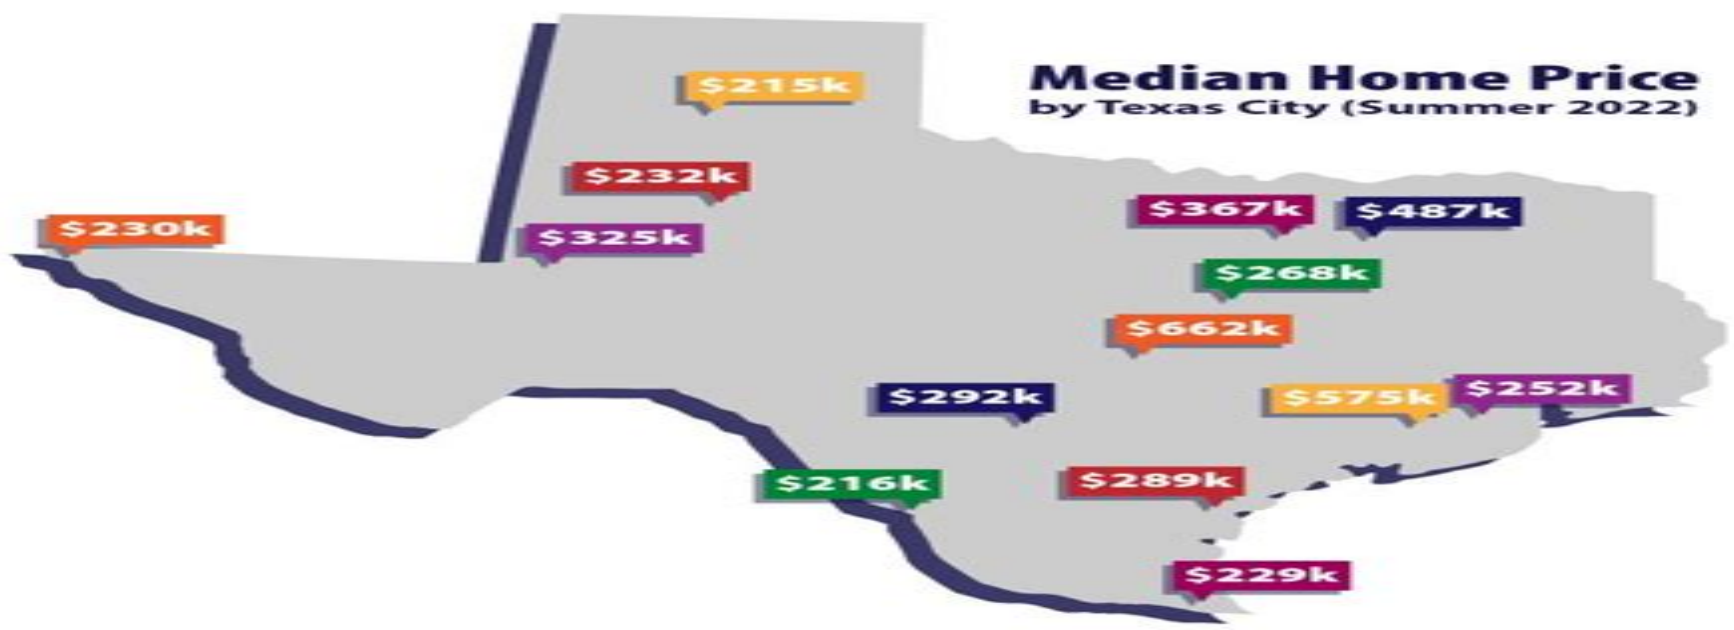 Median Home Price
by Texas City (Summer 2022)
$215k
$232k
$230k
$325k
$367k
$487k
$268k
$662k
$292k
$575k
$252k
$216k
$289k
$229k